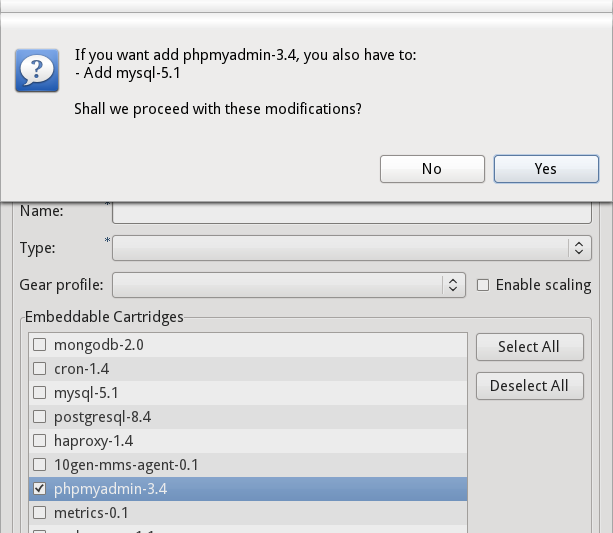 If you want add phpmyadmin-3.4, you also have to:
- Add mysql-5.1
Shall we proceed with these modifications?
No
Yes
Name:
*
Type:
*
Gear profile:
Enable scaling
Embeddable Cartridges
mongodb-2.0
Select All
cron-1.4
Deselect All
mysql-5.1
postgresql-8.4
haproxy-1.4
10gen-mms-agent-0.1
phpmyadmin-3.4
metrics-0.1